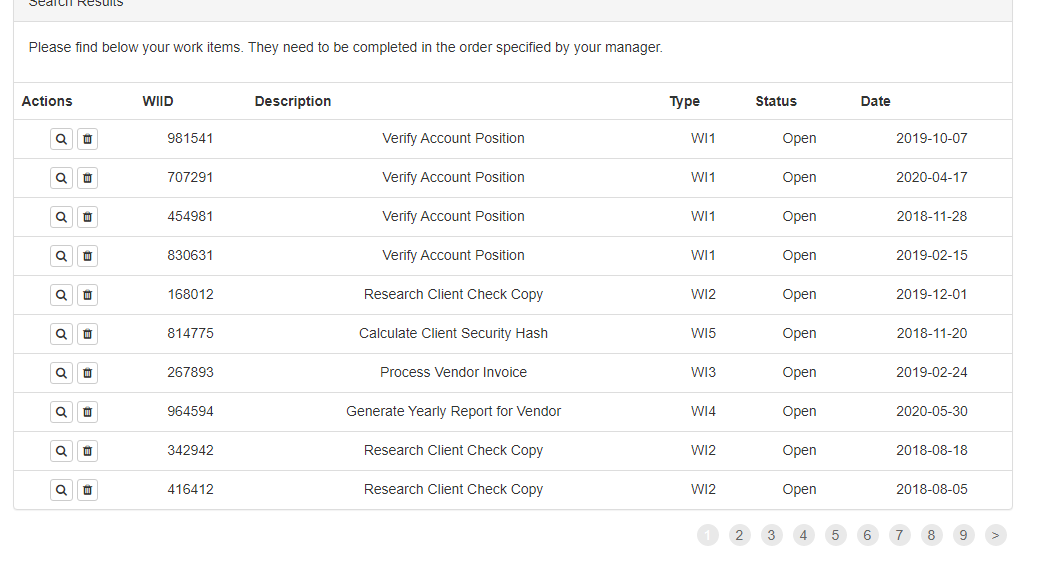 Search Results
Please find below your work items. They need to be completed in the order specified by your manager.
Actions WIID Description Type Status Date
981541 Verify Account Position WI1 Open 2019-10-07
707291 Verify Account Position WI1 Open 2020-04-17
454981 Verify Account Position WI1 Open 2018-11-28
830631 Verify Account Position WI1 Open 2019-02-15
168012 Research Client Check Copy WI2 Open 2019-12-01
814775 Calculate Client Security Hash WI5 Open 2018-11-20
267893 Process Vendor Invoice WI3 Open 2019-02-24
964594 Generate Yearly Report for Vendor WI4 Open 2020-05-30
342942 Research Client Check Copy WI2 Open 2018-08-18
416412 Research Client Check Copy WI2 Open 2018-08-05
1 2 3 4 5 6 7 8 9 >